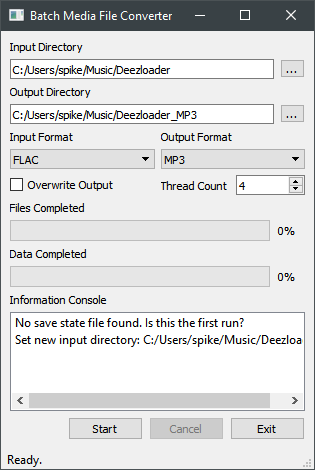 Batch Media File Converter
Input Directory
C:/Users/spike/Music/Deezloader
...
Output Directory
C:/Users/spike/Music/Deezloader_MP3
...
Input Format Output Format
FLAC MP3
Overwrite Output Thread Count 4
Files Completed
0%
Data Completed
0%
Information Console
No save state file found. Is this the first run?
Set new input directory: C:/Users/spike/Music/Deezloa
Start Cancel Exit
Ready.